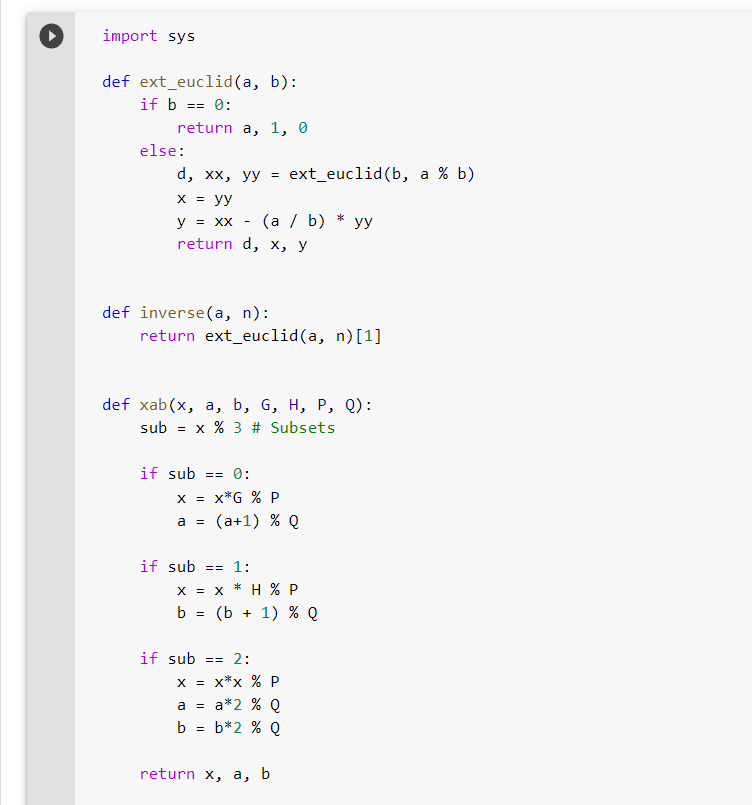 import sys
def ext_euclid(a, b):
    if b == 0:
        return a, 1, 0
    else:
        d, xx, yy = ext_euclid(b, a % b)
        x = yy
        y = xx - (a / b) * yy
        return d, x, y
def inverse(a, n):
    return ext_euclid(a, n)[1]
def xab(x, a, b, G, H, P, Q):
    sub = x % 3 # Subsets
    if sub == 0:
        x = x*G % P
        a = (a+1) % Q
    if sub == 1:
        x = x * H % P
        b = (b + 1) % Q
    if sub == 2:
        x = x*x % P
        a = a*2 % Q
        b = b*2 % Q
    return x, a, b